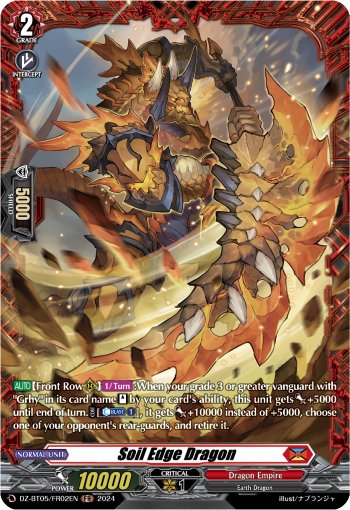 2
GRADE
INTERCEPT
5000
SHIELD
AUTO [Front Row] 1/Turn :When your grade 3 or greater vanguard with
"Grhy" in its card name by your card's ability, this unit gets +5000
until end of turn. [BLAST 1], it gets +10000 instead of +5000, choose
one of your opponent's rear-guards, and retire it.
NORMAL UNIT
Soil Edge Dragon
POWER 10000
CRITICAL
1
Dragon Empire
Earth Dragon
DZ-BT05/FR02EN FR 2024
illust/ナブランジャ